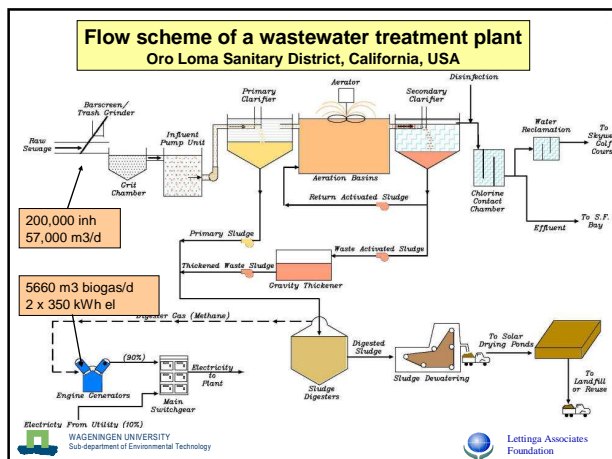 Flow scheme of a wastewater treatment plant
Oro Loma Sanitary District, California, USA
Barscreen/
Trash Grinder
Raw
Sewage
Grit
Chamber
Influent
Pump Unit
Primary
Clarifier
Aerator
Aeration Basins
Secondary
Clarifier
Disinfection
Chlorine
Contact
Chamber
Water
Reclamation
To
Skywe
Golf
Cours
To S.F.
Bay
Effluent
200,000 inh
57,000 m3/d
Return Activated Sludge
Primary Sludge
Waste Activated Sludge
Thickened Waste Sludge
Gravity Thickener
5660 m3 biogas/d
2 x 350 kWh el
Digester Gas (Methane)
(90%)
Engine Generators
Electricity
to
Plant
Main
Switchgear
Electricty From Utility (10%)
Sludge
Digesters
Digested
Sludge
Sludge Dewatering
To Solar
Drying Ponds
To
Landfill
or Reuse
WAGENINGEN UNIVERSITY
Sub-department of Environmental Technology
Lettinga Associates
Foundation